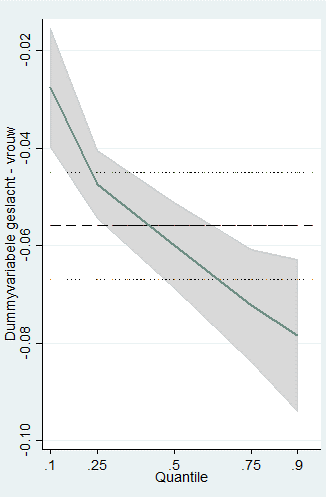 Dummyvariabele geslacht - vrouw
-0.02
-0.04
-0.06
-0.08
-0.10
.1 .25 .5 .75 .9
Quantile